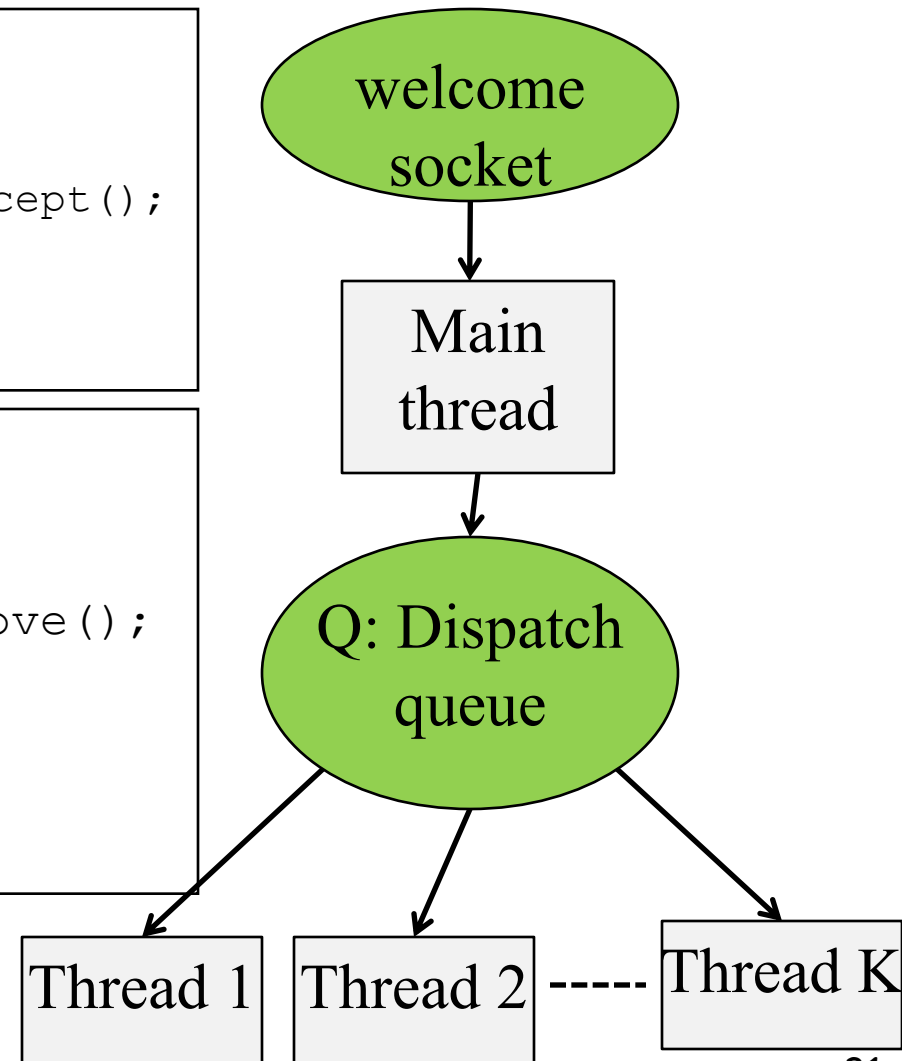 welcome
socket
cept();
Main
thread
ove();
Q: Dispatch
queue
Thread 1
Thread 2
Thread K